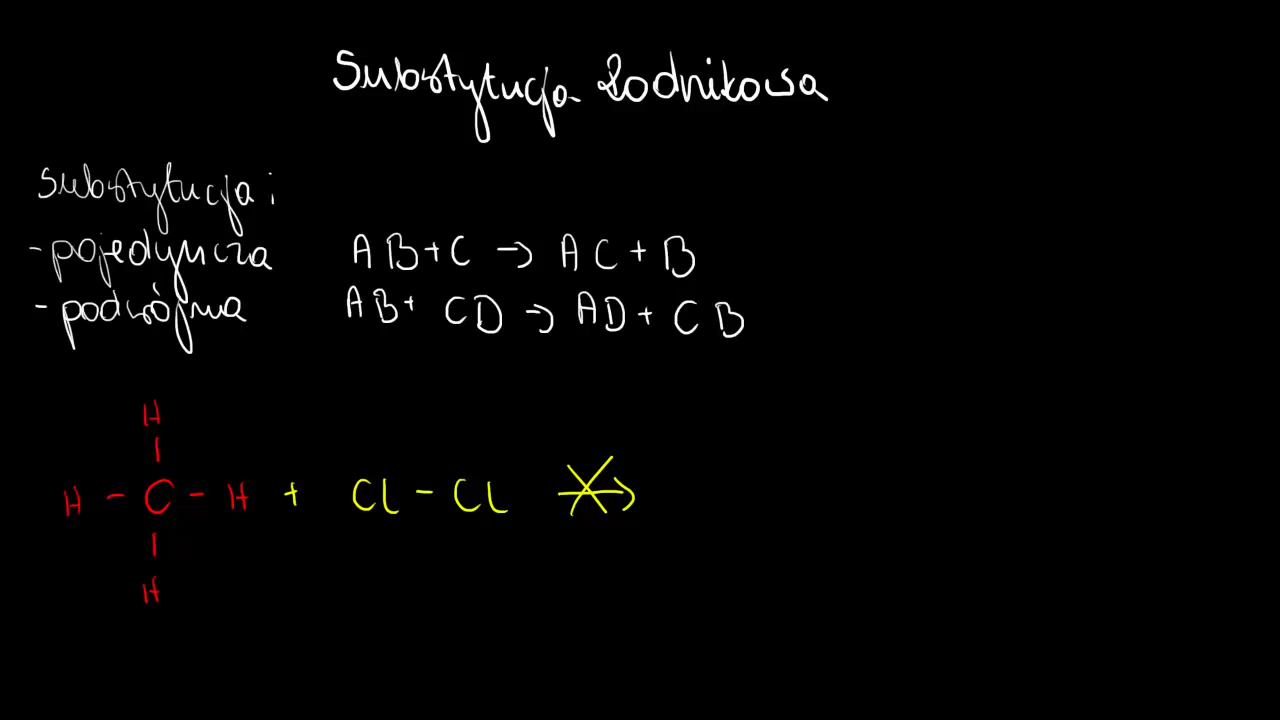 Substytucja Rodnikowa
Substytucja:
- pojedyncza AB + C → AC + B
- podwójna AB + CD → AD + CB
H
|
H - C - H + Cl - Cl →
|
H